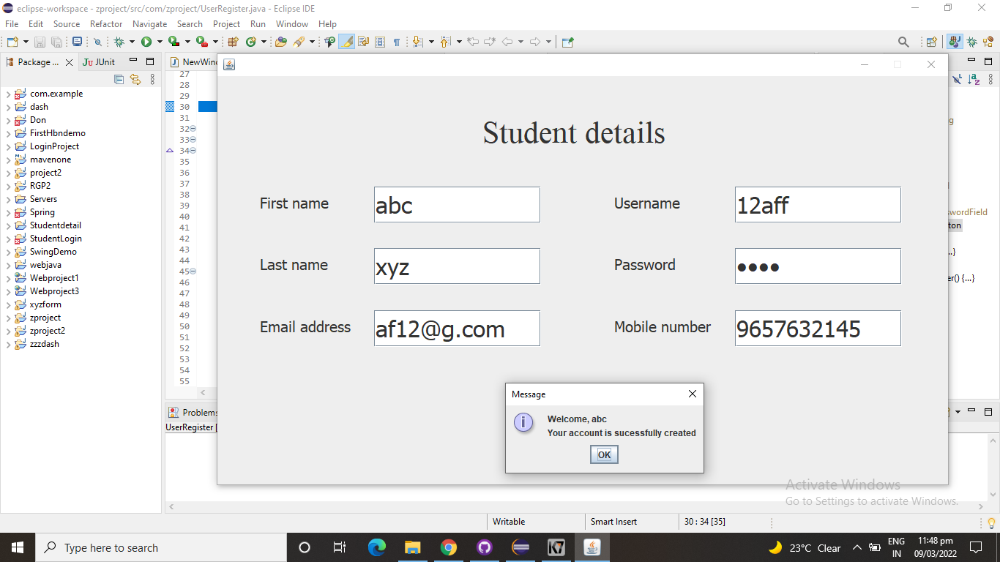 eclipse-workspace - zproject/src/com/zproject/UserRegister.java - Eclipse IDE
File Edit Source Refactor Navigate Search Project Run Window Help
Package ...
JUnit
com.example
dash
Don
FirstHbndemo
LoginProject
mavenone
project2
RGP2
Servers
Spring
Studentdetail
StudentLogin
SwingDemo
webjava
Webproject1
Webproject3
xyzform
zproject
zproject2
zzzdash
NewWind
27
28
29
30
31
32
33
34
35
36
37
38
39
40
41
42
43
44
45
46
47
48
49
50
51
52
53
54
55
Student details
First name abc Username 12aff
Last name xyz Password ••••
Email address af12@g.com Mobile number 9657632145
Message
Welcome, abc
Your account is sucessfully created
OK
g
swordField
ton
..}
er() {...}
Problems
UserRegister [
Activate Windows
Go to Settings to activate Windows.
Writable Smart Insert 30 : 34 [35]
Type here to search
23°C Clear
ENG
IN
11:48 pm
09/03/2022